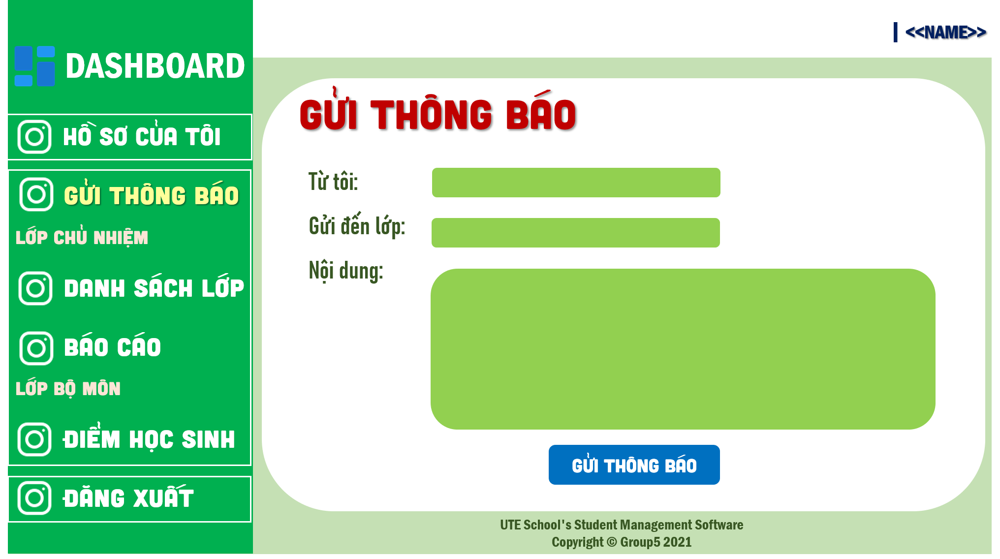 | <<NAME>>
DASHBOARD
HỒ SƠ CỦA TÔI
GỬI THÔNG BÁO
LỚP CHỦ NHIỆM
DANH SÁCH LỚP
BÁO CÁO
LỚP BỘ MÔN
ĐIỂM HỌC SINH
ĐĂNG XUẤT
GỬI THÔNG BÁO
Từ tôi:
Gửi đến lớp:
Nội dung:
GỬI THÔNG BÁO
UTE School's Student Management Software
Copyright © Group5 2021